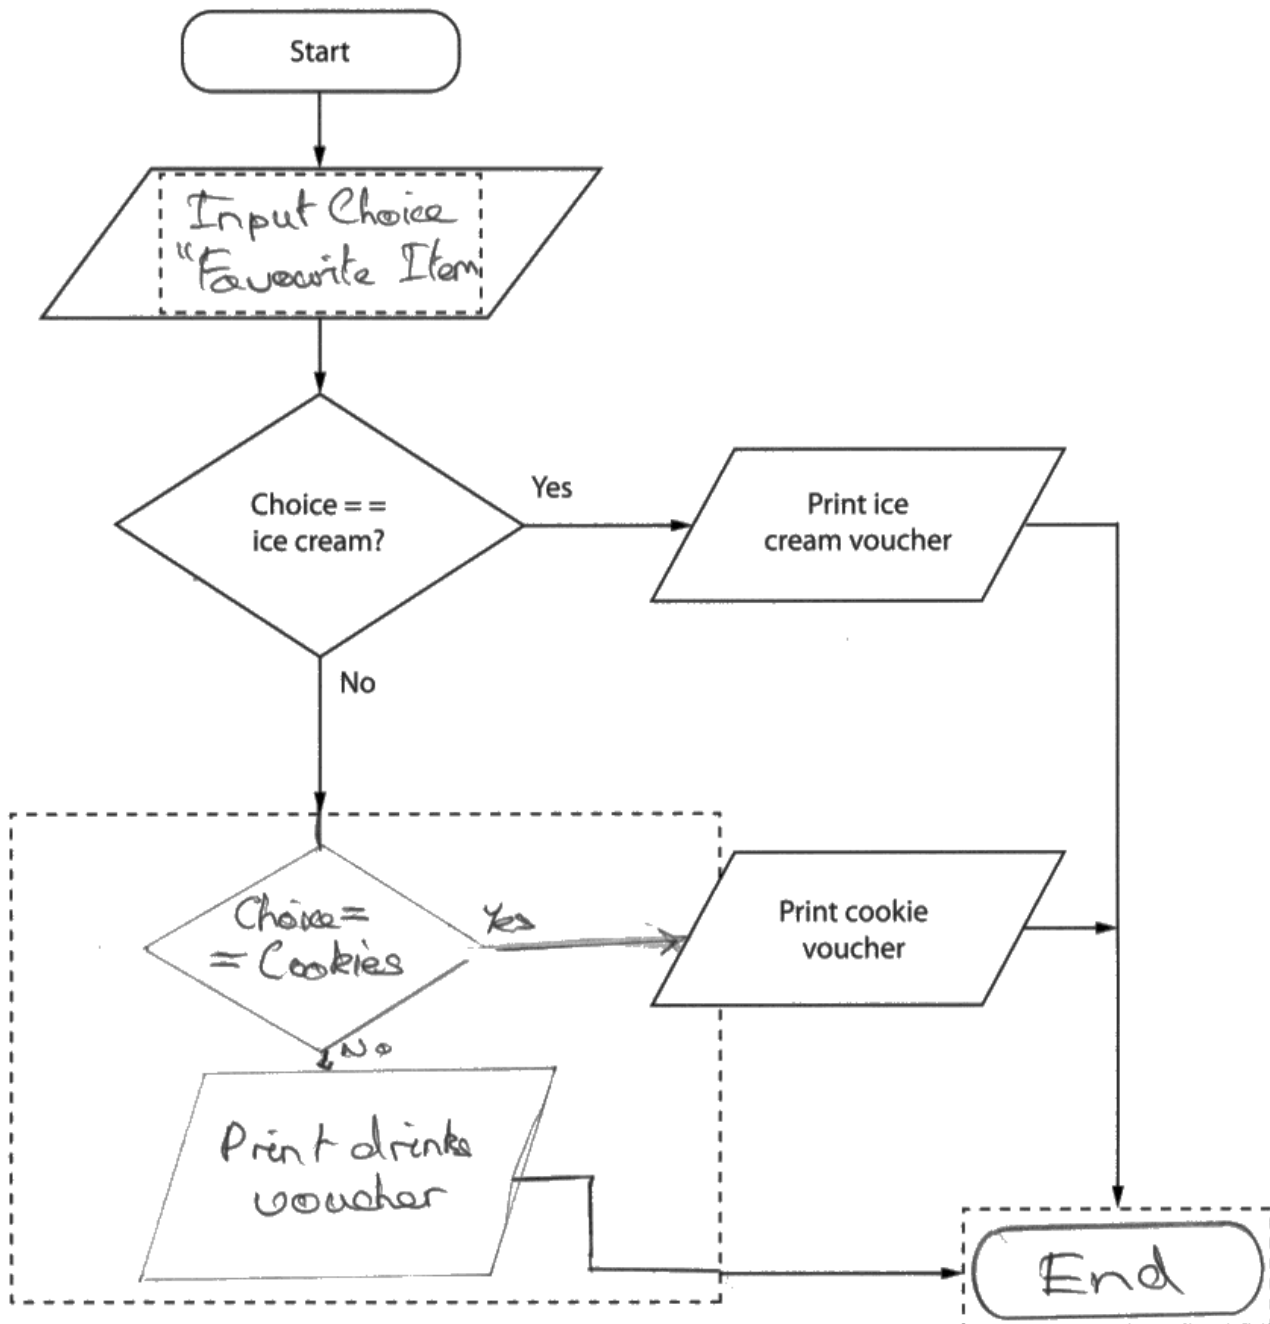 Start
Input Choice
"Favourite Item
Choice = =
ice cream?
Yes
Print ice
cream voucher
No
Choice =
= Cookies
Yes
Print cookie
voucher
No
Print drinks
voucher
End